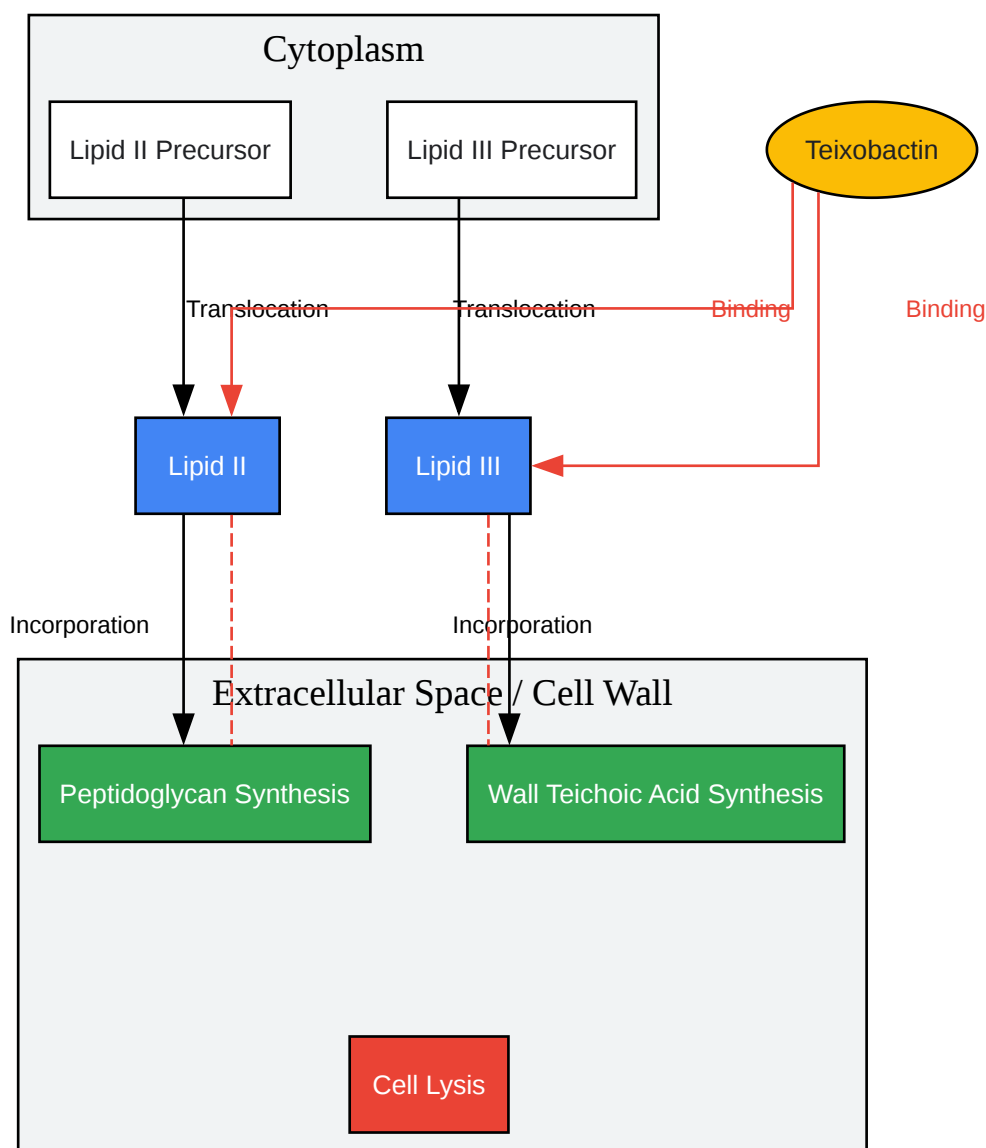 Cytoplasm
Lipid II Precursor
Lipid III Precursor
Teixobactin
Translocation
Translocation
Binding
Binding
Lipid II
Lipid III
Incorporation
Incorporation
Extracellular Space / Cell Wall
Peptidoglycan Synthesis
Wall Teichoic Acid Synthesis
Cell Lysis